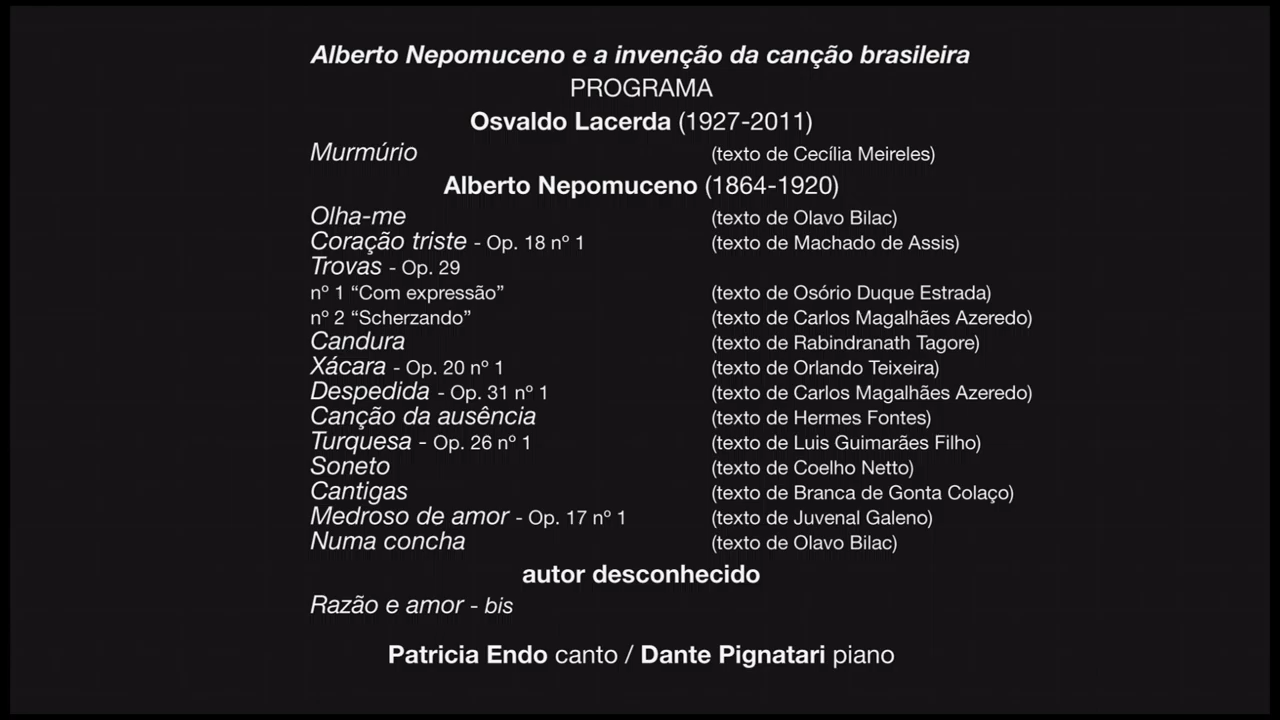 Alberto Nepomuceno e a invenção da canção brasileira
PROGRAMA
Osvaldo Lacerda (1927-2011)
Murmúrio (texto de Cecília Meireles)
Alberto Nepomuceno (1864-1920)
Olha-me (texto de Olavo Bilac)
Coração triste - Op. 18 nº 1 (texto de Machado de Assis)
Trovas - Op. 29
nº 1 “Com expressão” (texto de Osório Duque Estrada)
nº 2 “Scherzando” (texto de Carlos Magalhães Azeredo)
Candura (texto de Rabindranath Tagore)
Xácara - Op. 20 nº 1 (texto de Orlando Teixeira)
Despedida - Op. 31 nº 1 (texto de Carlos Magalhães Azeredo)
Canção da ausência (texto de Hermes Fontes)
Turquesa - Op. 26 nº 1 (texto de Luis Guimarães Filho)
Soneto (texto de Coelho Netto)
Cantigas (texto de Branca de Gonta Colaço)
Medroso de amor - Op. 17 nº 1 (texto de Juvenal Galeno)
Numa concha (texto de Olavo Bilac)
autor desconhecido
Razão e amor - bis
Patricia Endo canto / Dante Pignatari piano